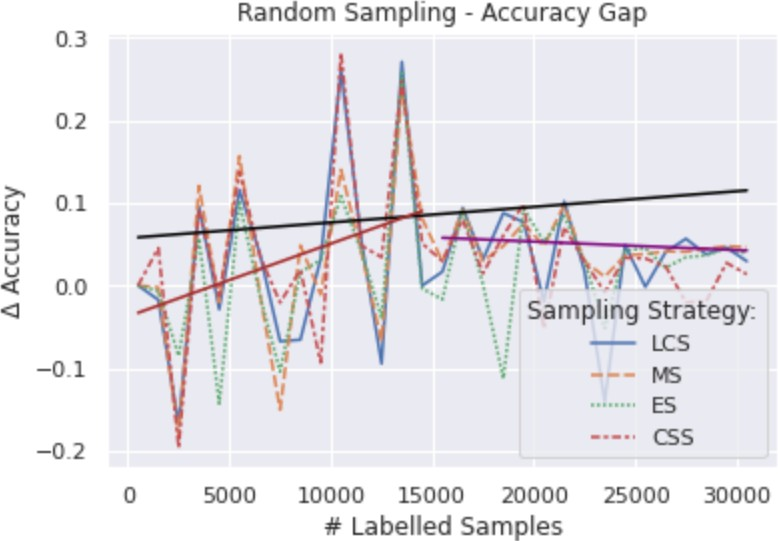 Random Sampling - Accuracy Gap
0.3
0.2
0.1
0.0
−0.1
−0.2
Δ Accuracy
Sampling Strategy:
LCS
MS
ES
CSS
0 5000 10000 15000 20000 25000 30000
# Labelled Samples